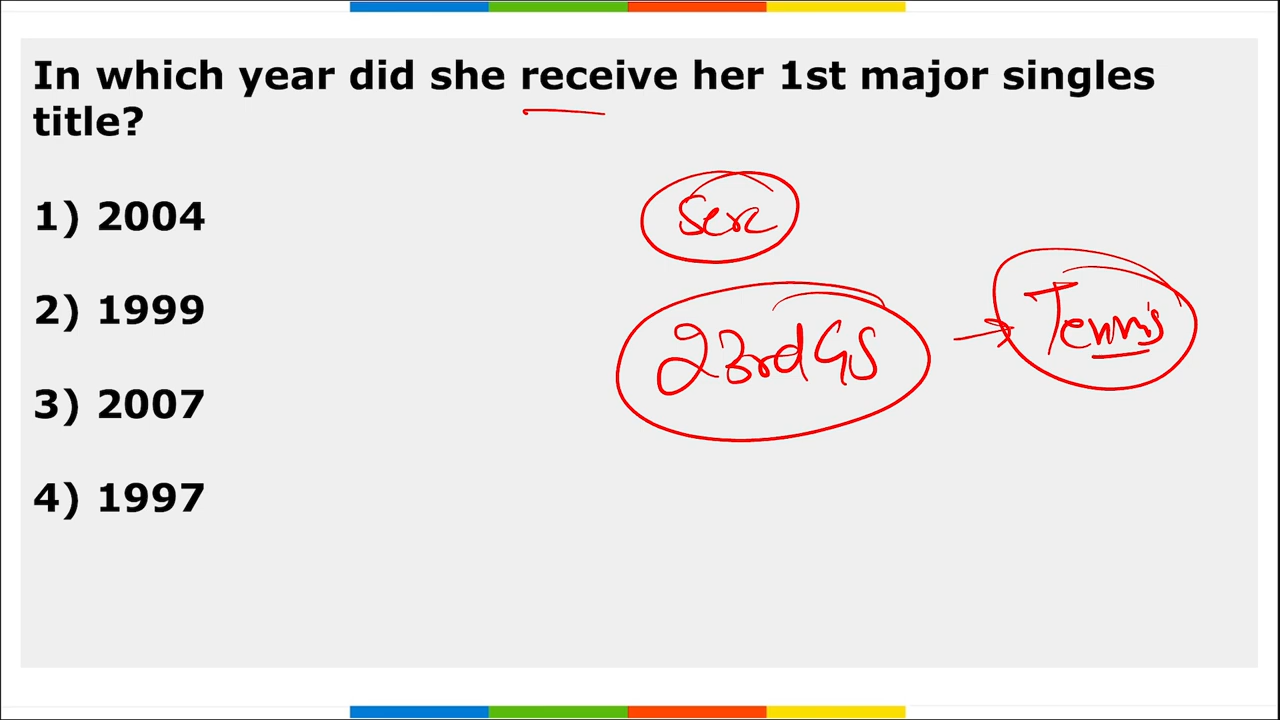 In which year did she receive her 1st major singles
title?
1) 2004
2) 1999
3) 2007
4) 1997
23rd GS
Tennis